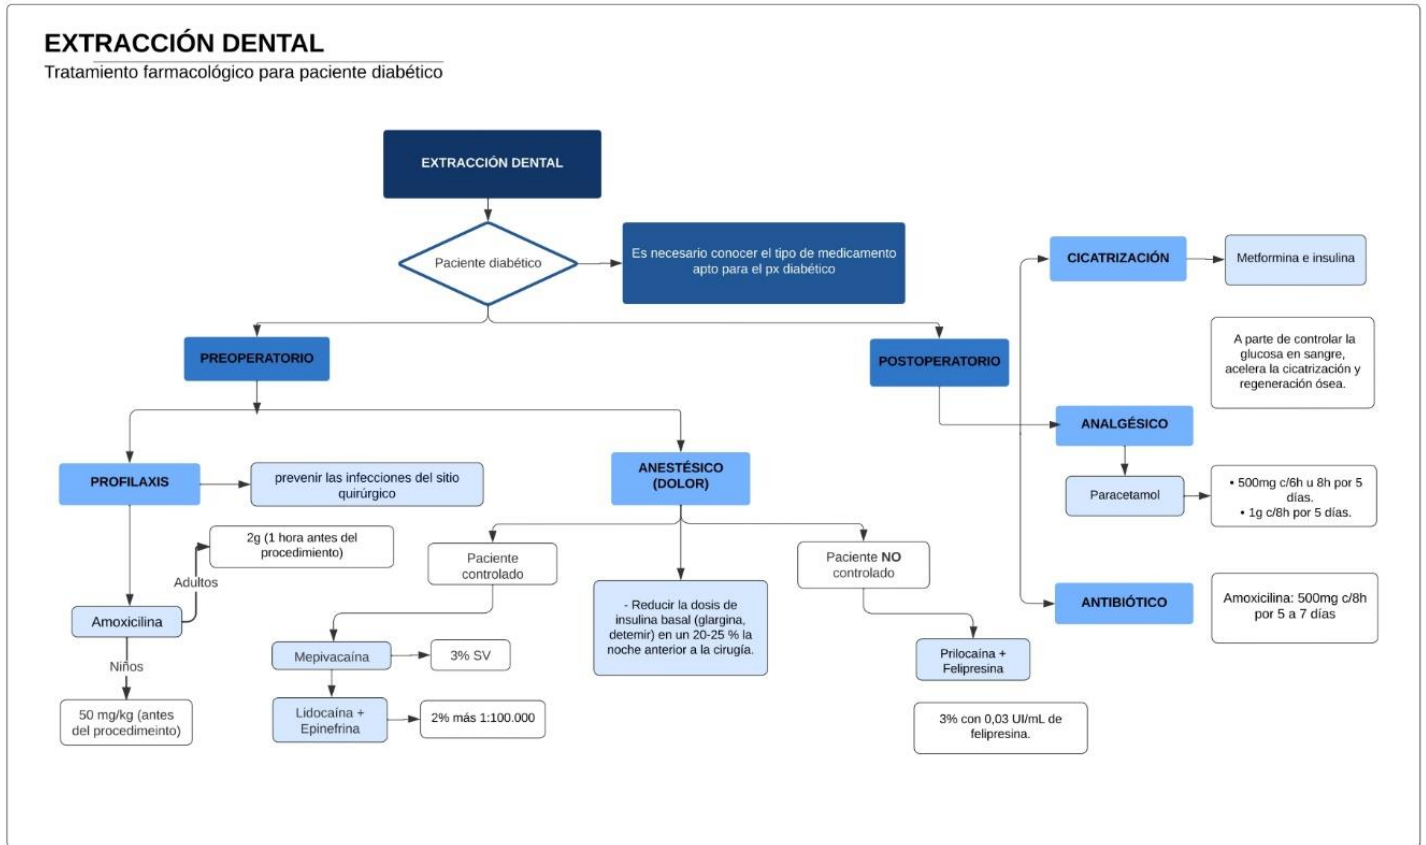 EXTRACCIÓN DENTAL
Tratamiento farmacológico para paciente diabético
EXTRACCIÓN DENTAL
Paciente diabético
Es necesario conocer el tipo de medicamento
apto para el px diabético
PREOPERATORIO
PROFILAXIS
prevenir las infecciones del sitio
quirúrgico
Amoxicilina
Adultos
2g (1 hora antes del
procedimiento)
Niños
50 mg/kg (antes
del procedimeinto)
ANESTÉSICO
(DOLOR)
Paciente
controlado
Mepivacaína
3% SV
Lidocaína +
Epinefrina
2% más 1:100.000
- Reducir la dosis de
insulina basal (glargina,
detemir) en un 20-25 % la
noche anterior a la cirugía.
Paciente NO
controlado
Prilocaína +
Felipresina
3% con 0,03 UI/mL de
felipresina.
POSTOPERATORIO
CICATRIZACIÓN
Metformina e insulina
A parte de controlar la
glucosa en sangre,
acelera la cicatrización y
regeneración ósea.
ANALGÉSICO
Paracetamol
• 500mg c/6h u 8h por 5
días.
• 1g c/8h por 5 días.
ANTIBIÓTICO
Amoxicilina: 500mg c/8h
por 5 a 7 días